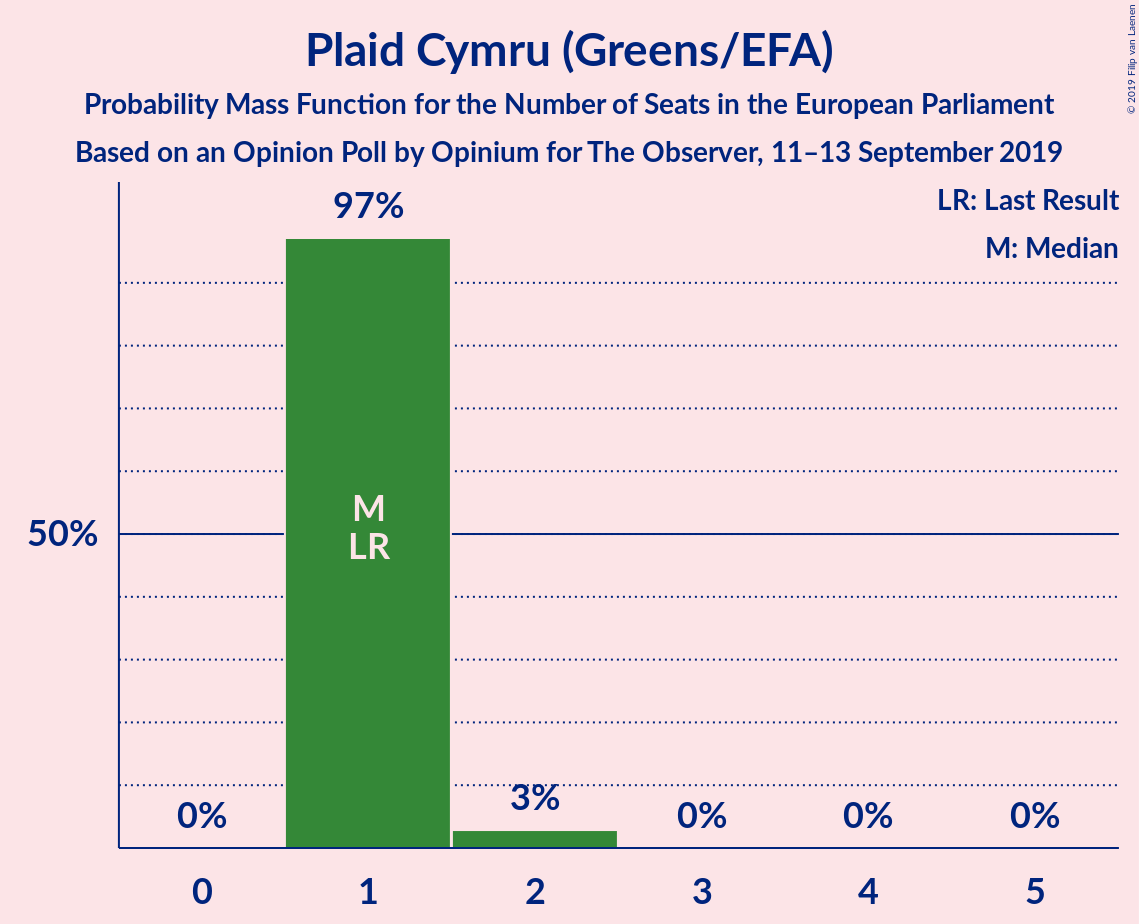 Plaid Cymru (Greens/EFA)
Probability Mass Function for the Number of Seats in the European Parliament
Based on an Opinion Poll by Opinium for The Observer, 11–13 September 2019
© 2019 Filip van Laenen
LR: Last Result
M: Median
97%
M
LR
50%
0%
3%
0%
0%
0%
0
1
2
3
4
5